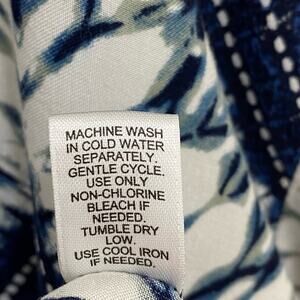 MACHINE WASH
IN COLD WATER
SEPARATELY.
GENTLE CYCLE.
USE ONLY
NON-CHLORINE
BLEACH IF
NEEDED.
TUMBLE DRY
LOW.
USE COOL IRON
IF NEEDED.